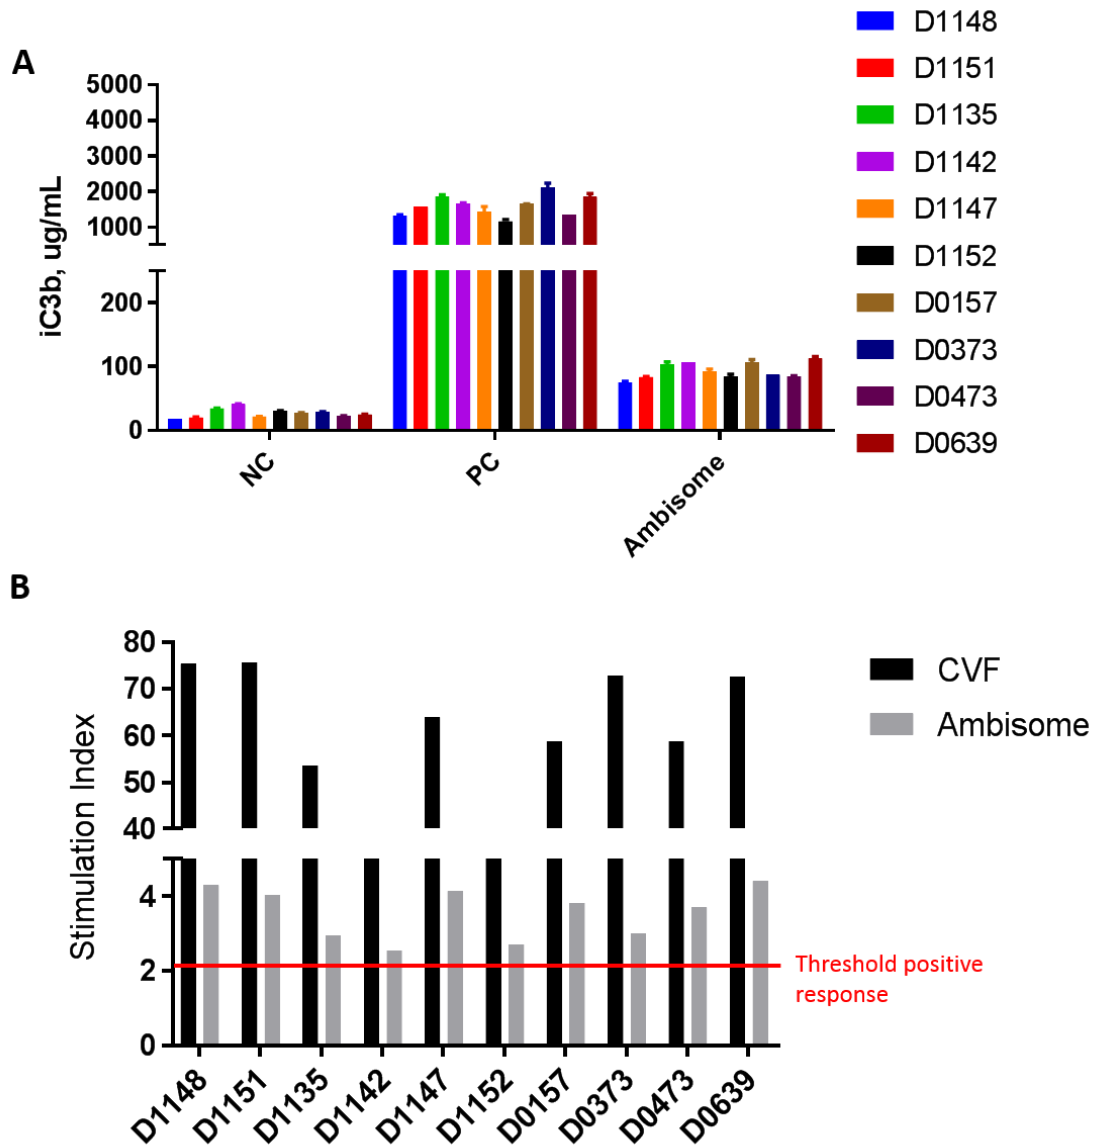 A
iC3b, ug/mL
5000
4000
3000
2000
1000
200
100
0
NC
PC
Ambisome
D1148
D1151
D1135
D1142
D1147
D1152
D0157
D0373
D0473
D0639
B
Stimulation Index
80
70
60
50
40
4
2
0
D1148
D1151
D1135
D1142
D1147
D1152
D0157
D0373
D0473
D0639
CVF
Ambisome
Threshold positive
response